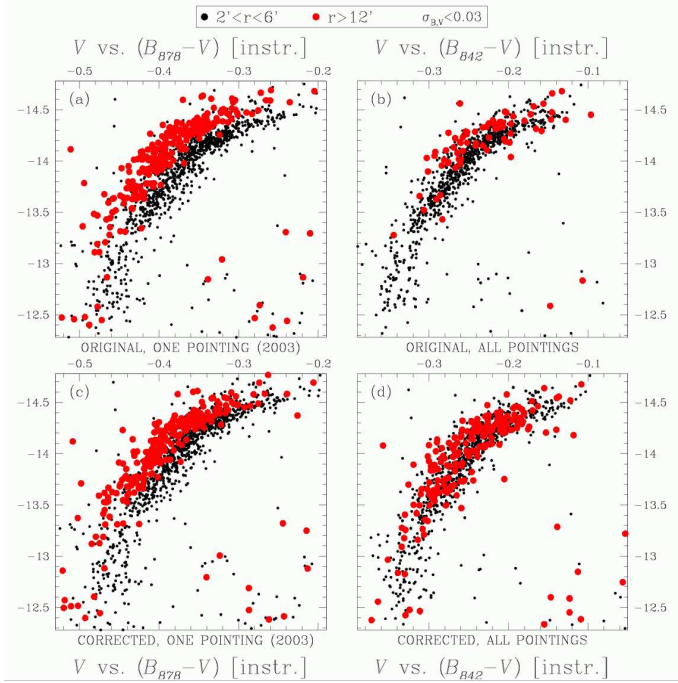 2'<r<6' r>12' σB,V<0.03
V vs. (B878−V) [instr.] V vs. (B842−V) [instr.]
−0.5 −0.4 −0.3 −0.2 −0.3 −0.2 −0.1
(a) (b)
−14.5 −14.5
−14 −14
−13.5 −13.5
−13 −13
−12.5 −12.5
ORIGINAL, ONE POINTING (2003) ORIGINAL, ALL POINTINGS
−0.5 −0.4 −0.3 −0.2 −0.3 −0.2 −0.1
(c) (d)
−14.5 −14.5
−14 −14
−13.5 −13.5
−13 −13
−12.5 −12.5
CORRECTED, ONE POINTING (2003) CORRECTED, ALL POINTINGS
V vs. (B878−V) [instr.] V vs. (B842−V) [instr.]